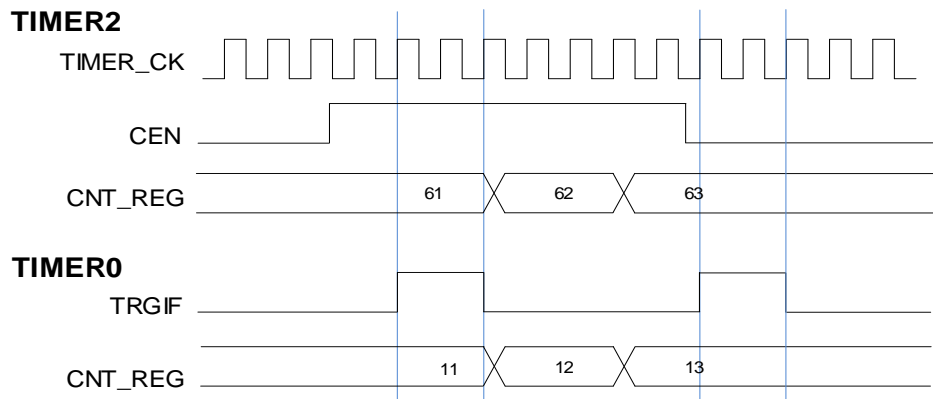 TIMER2
TIMER_CK
CEN
CNT_REG 61 62 63
TIMER0
TRGIF
CNT_REG 11 12 13